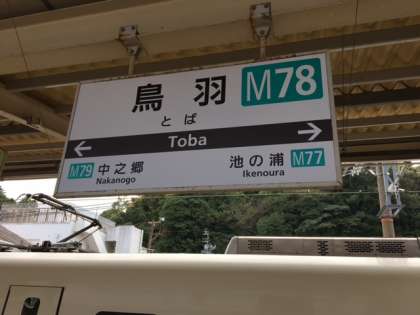 鳥羽 M78
とば
Toba
M79 中之郷
Nakanogo
池の浦 M77
Ikenoura